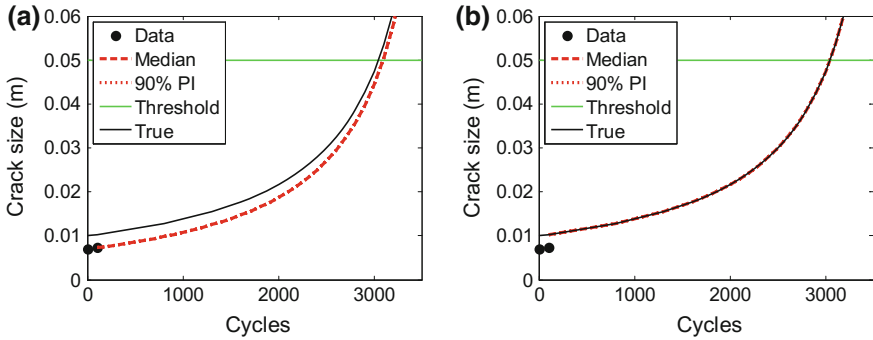 (a)
0.06
0.05
0.04
0.03
0.02
0.01
0
Crack size (m)
Data
Median
90% PI
Threshold
True
0
1000
2000
3000
Cycles
(b)
0.06
0.05
0.04
0.03
0.02
0.01
0
Crack size (m)
Data
Median
90% PI
Threshold
True
0
1000
2000
3000
Cycles